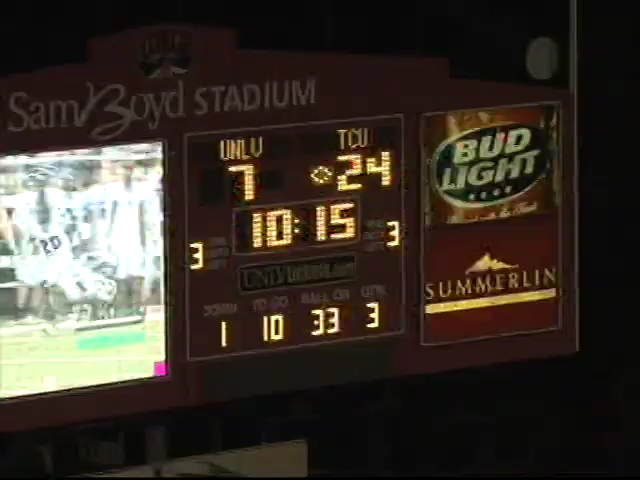 Sam Boyd STADIUM
UNLV TCU
7 24
10:15
3 3
DOWN TO GO BALL ON QTR
1 10 33 3
BUD
LIGHT
SUMMERLIN